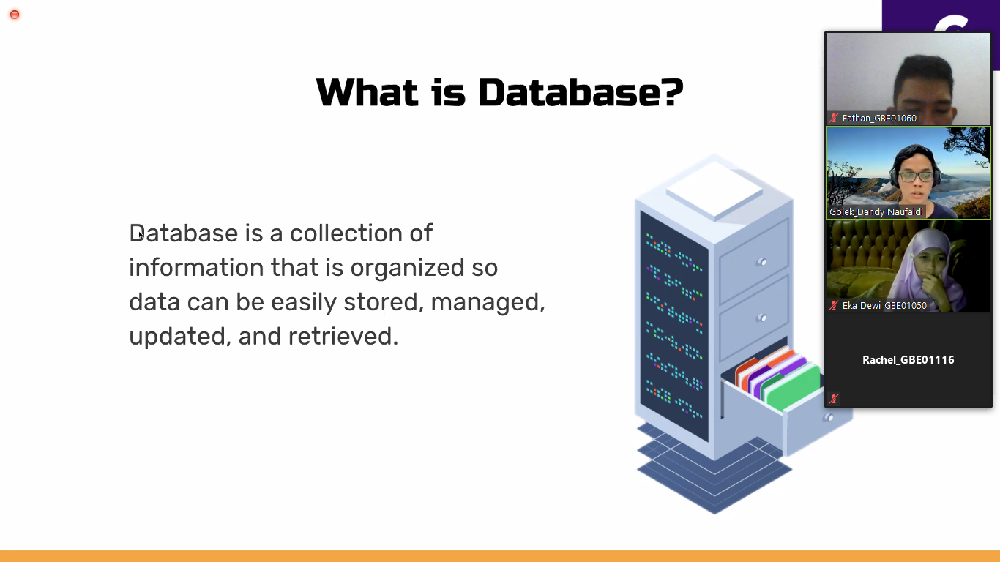 What is Database?
Database is a collection of
information that is organized so
data can be easily stored, managed,
updated, and retrieved.
Fathan_GBE01060
Gojek_Dandy Naufaldi
Eka Dewi_GBE01050
Rachel_GBE01116